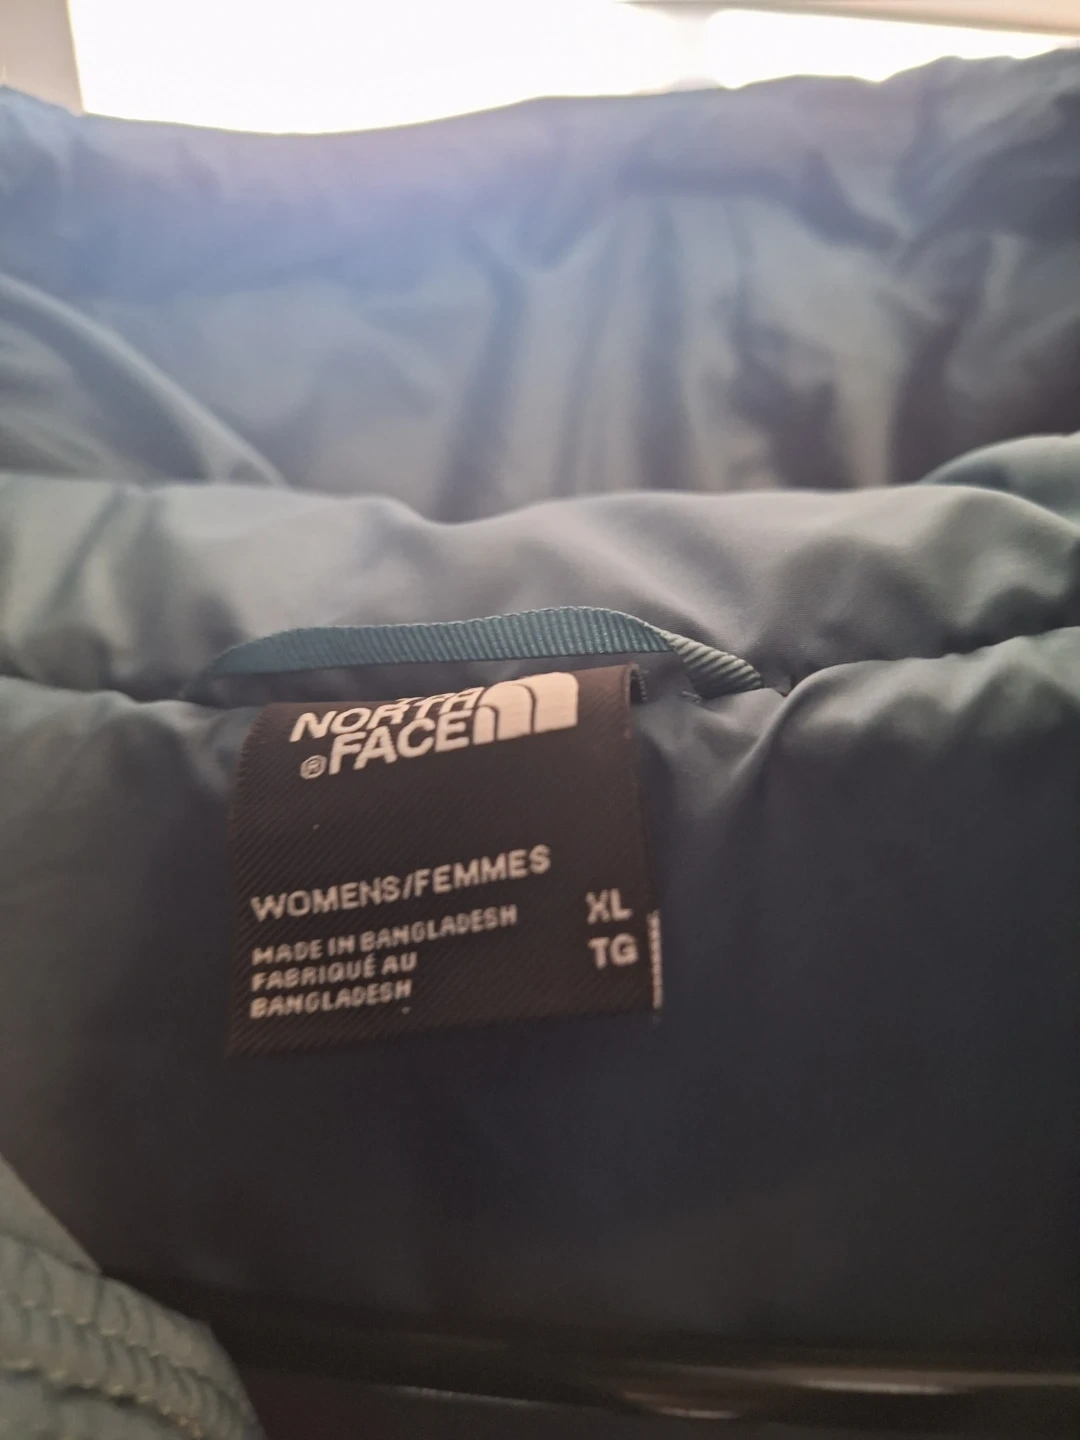 NORTH
®FACE
WOMENS/FEMMES
MADE IN BANGLADESH
FABRIQUÉ AU
BANGLADESH
XL
TG